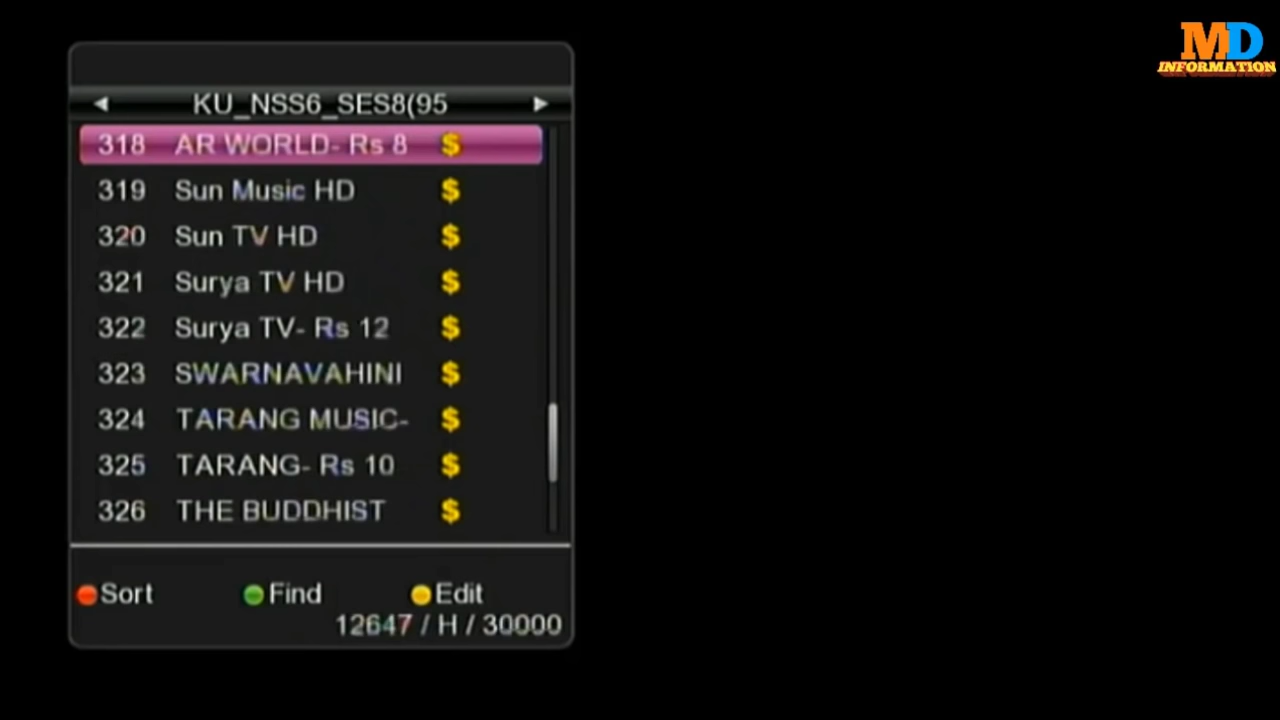 MD
INFORMATION
KU_NSS6_SES8(95
318 AR WORLD- Rs 8 $
319 Sun Music HD $
320 Sun TV HD $
321 Surya TV HD $
322 Surya TV- Rs 12 $
323 SWARNAVAHINI $
324 TARANG MUSIC- $
325 TARANG- Rs 10 $
326 THE BUDDHIST $
Sort Find Edit
12647 / H / 30000